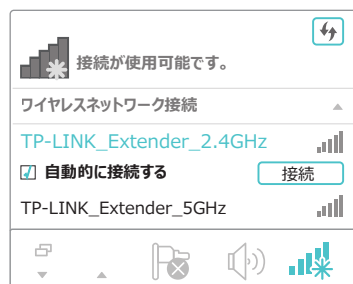 接続が使用可能です。
ワイヤレスネットワーク接続
TP-LINK_Extender_2.4GHz
自動的に接続する
接続
TP-LINK_Extender_5GHz